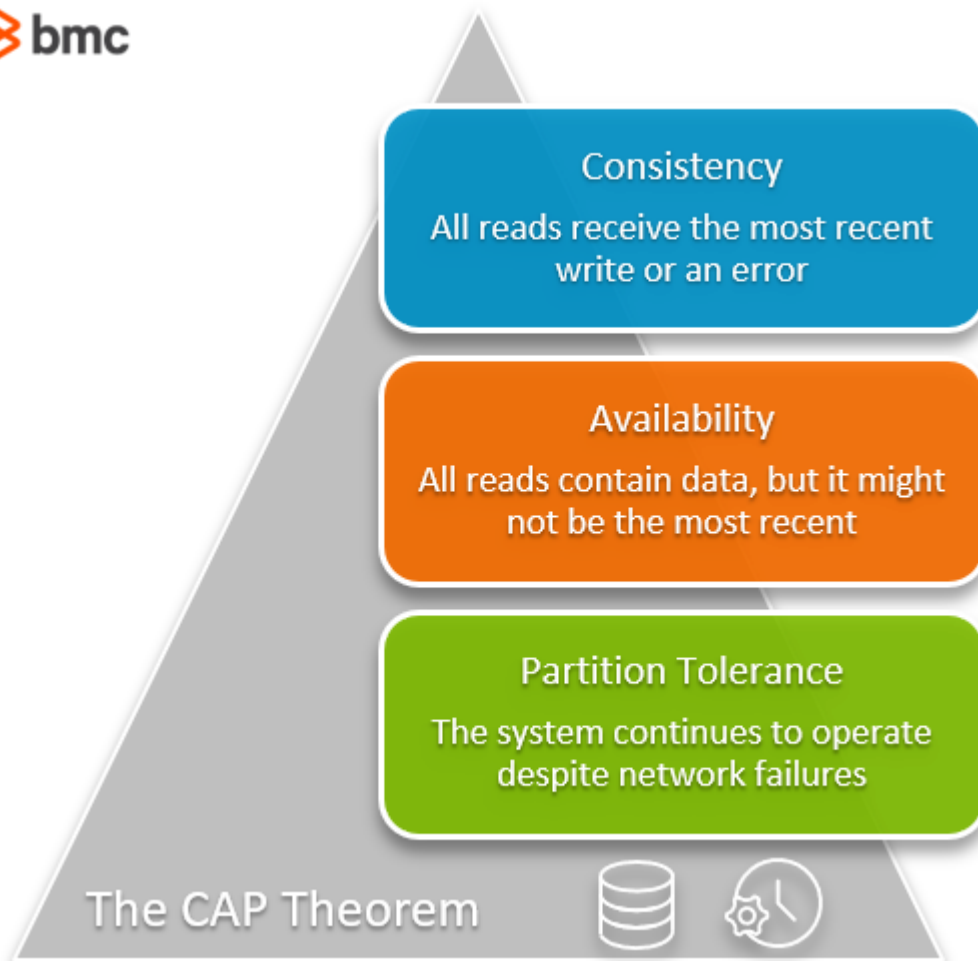 bmc
Consistency
All reads receive the most recent
write or an error
Availability
All reads contain data, but it might
not be the most recent
Partition Tolerance
The system continues to operate
despite network failures
The CAP Theorem